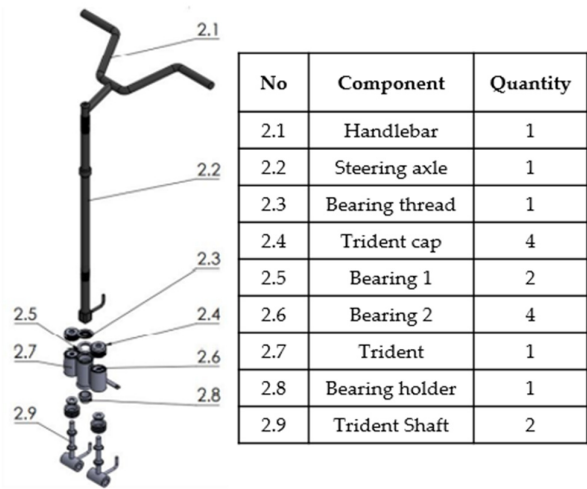 2.1
2.2
2.3
2.5
2.4
2.7
2.6
2.8
2.9
No Component Quantity
2.1 Handlebar 1
2.2 Steering axle 1
2.3 Bearing thread 1
2.4 Trident cap 4
2.5 Bearing 1 2
2.6 Bearing 2 4
2.7 Trident 1
2.8 Bearing holder 1
2.9 Trident Shaft 2